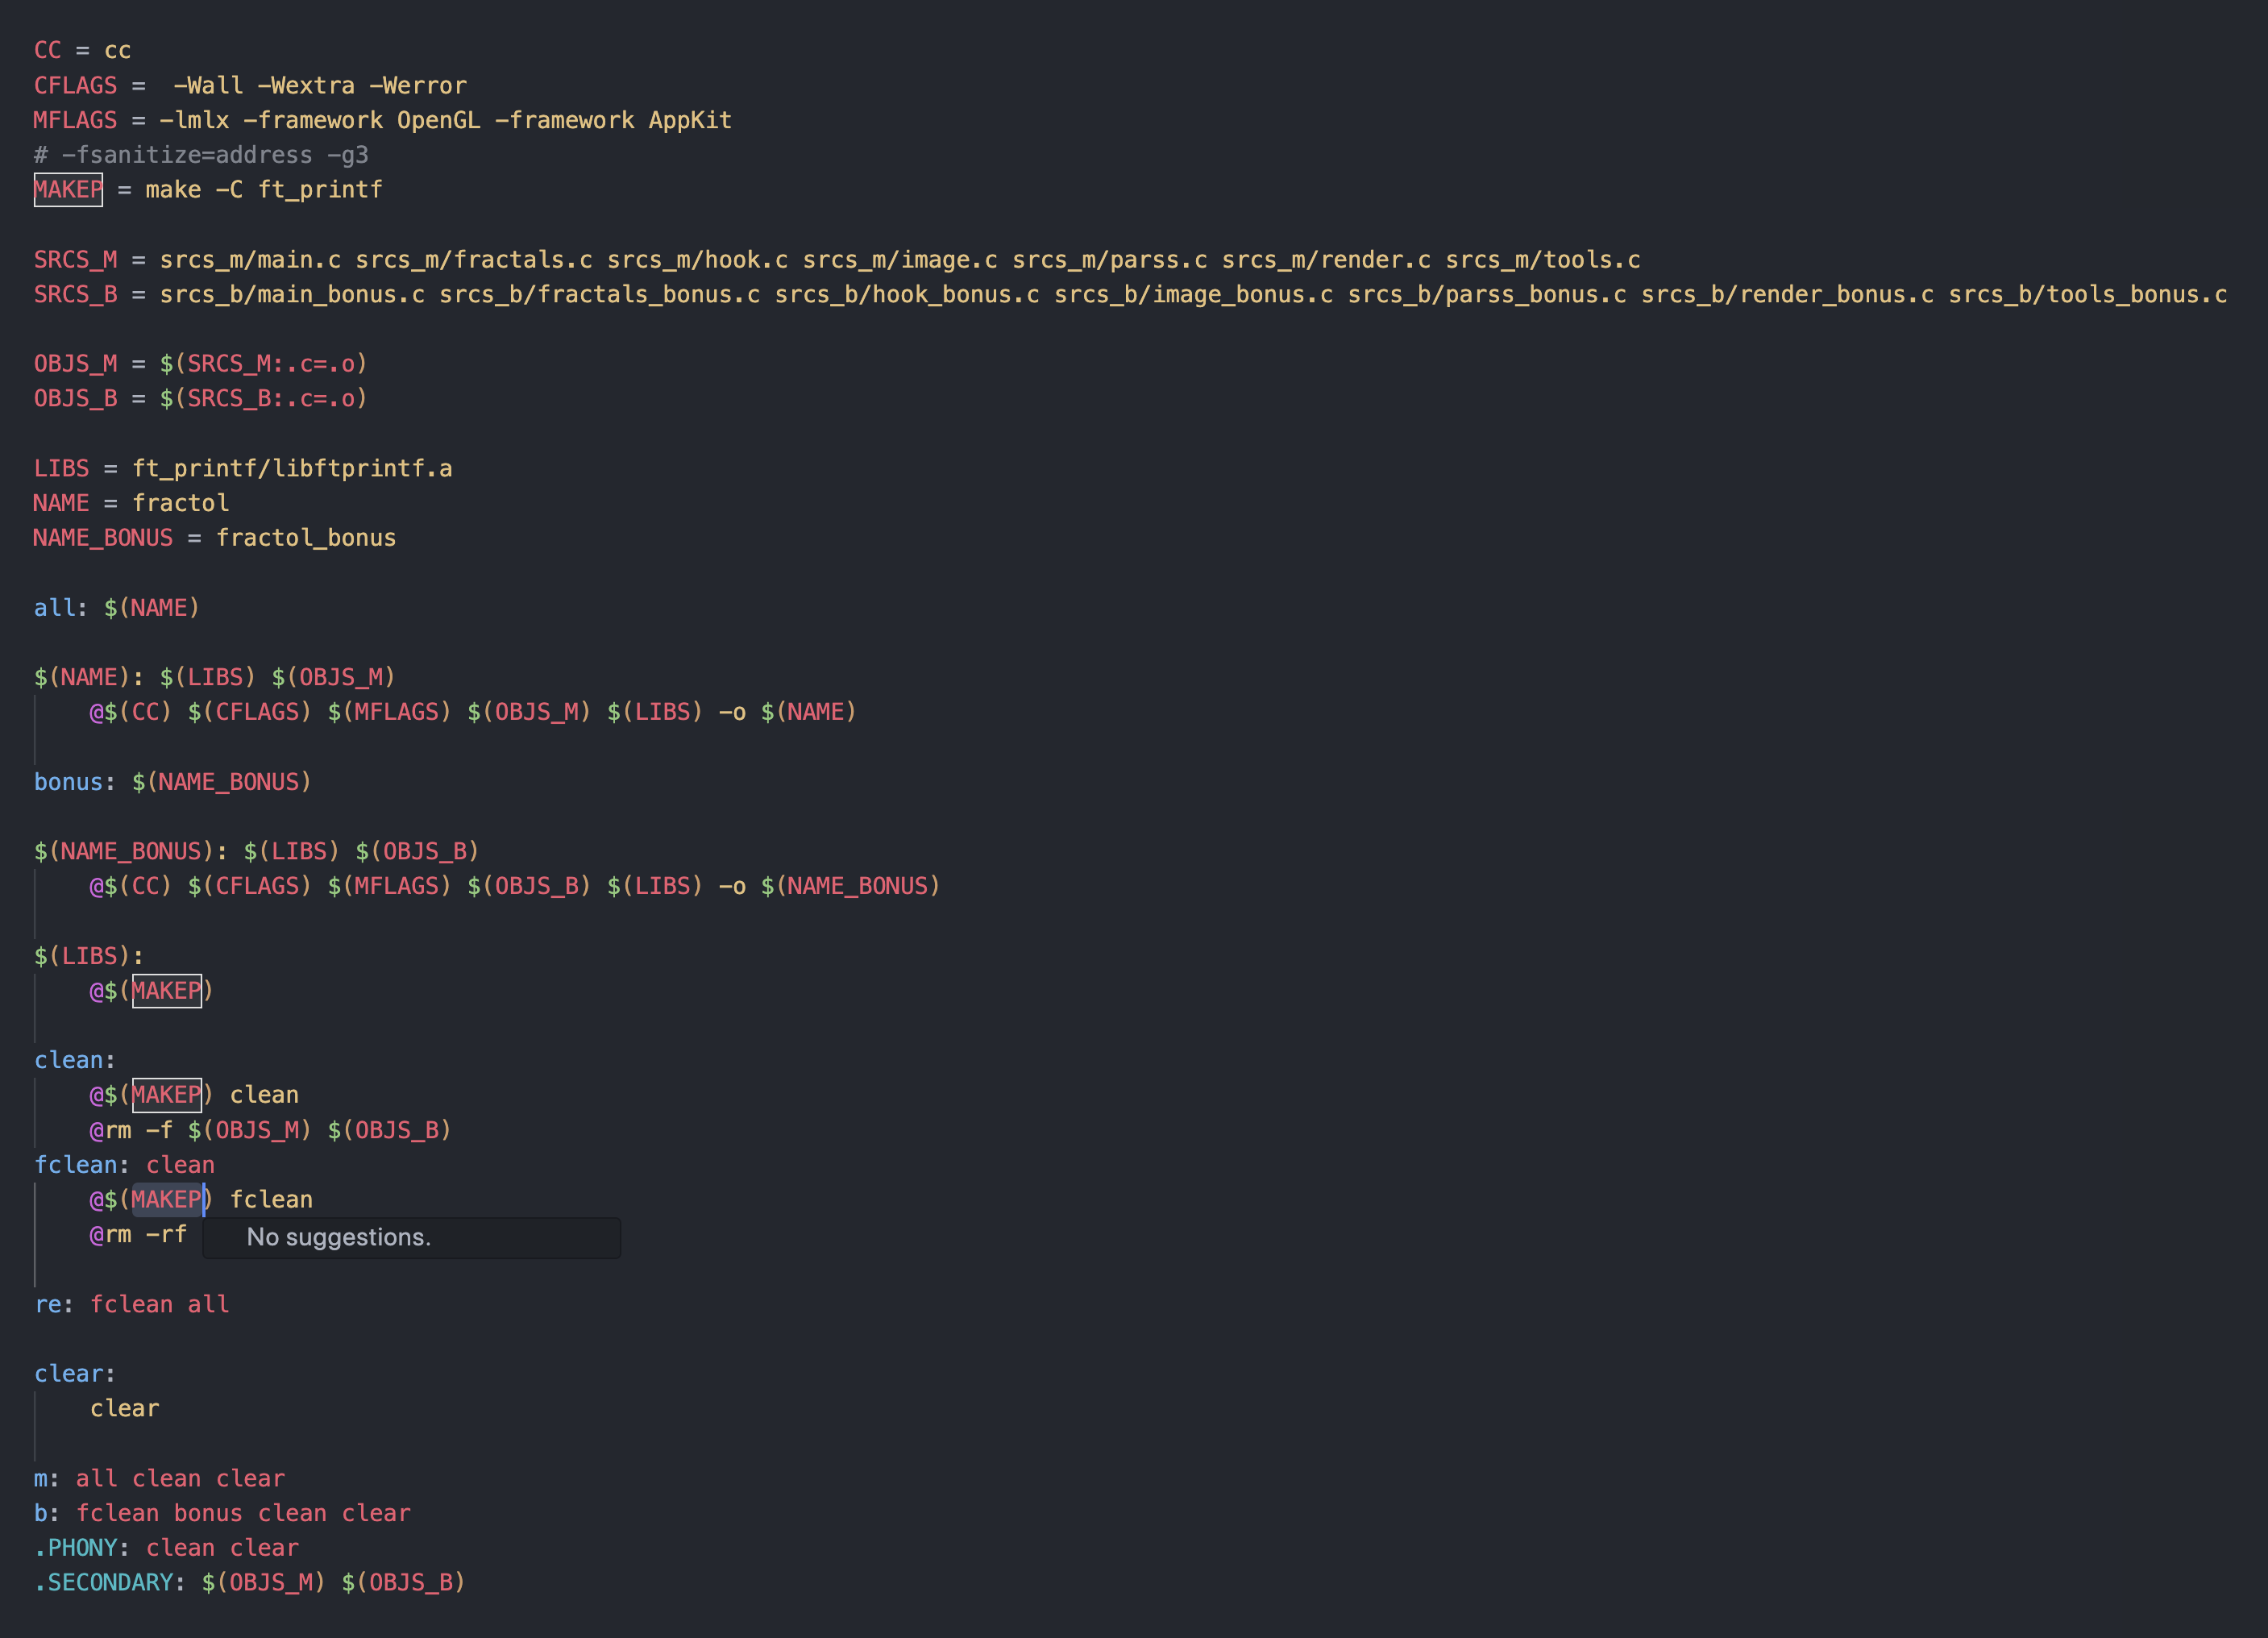 CC = cc
CFLAGS =  -Wall -Wextra -Werror
MFLAGS = -lmlx -framework OpenGL -framework AppKit
# -fsanitize=address -g3
MAKEP = make -C ft_printf

SRCS_M = srcs_m/main.c srcs_m/fractals.c srcs_m/hook.c srcs_m/image.c srcs_m/parss.c srcs_m/render.c srcs_m/tools.c
SRCS_B = srcs_b/main_bonus.c srcs_b/fractals_bonus.c srcs_b/hook_bonus.c srcs_b/image_bonus.c srcs_b/parss_bonus.c srcs_b/render_bonus.c srcs_b/tools_bonus.c

OBJS_M = $(SRCS_M:.c=.o)
OBJS_B = $(SRCS_B:.c=.o)

LIBS = ft_printf/libftprintf.a
NAME = fractol
NAME_BONUS = fractol_bonus

all: $(NAME)

$(NAME): $(LIBS) $(OBJS_M)
    @$(CC) $(CFLAGS) $(MFLAGS) $(OBJS_M) $(LIBS) -o $(NAME)

bonus: $(NAME_BONUS)

$(NAME_BONUS): $(LIBS) $(OBJS_B)
    @$(CC) $(CFLAGS) $(MFLAGS) $(OBJS_B) $(LIBS) -o $(NAME_BONUS)

$(LIBS):
    @$(MAKEP)

clean:
    @$(MAKEP) clean
    @rm -f $(OBJS_M) $(OBJS_B)
fclean: clean
    @$(MAKEP) fclean
    @rm -rf
No suggestions.

re: fclean all

clear:
    clear

m: all clean clear
b: fclean bonus clean clear
.PHONY: clean clear
.SECONDARY: $(OBJS_M) $(OBJS_B)